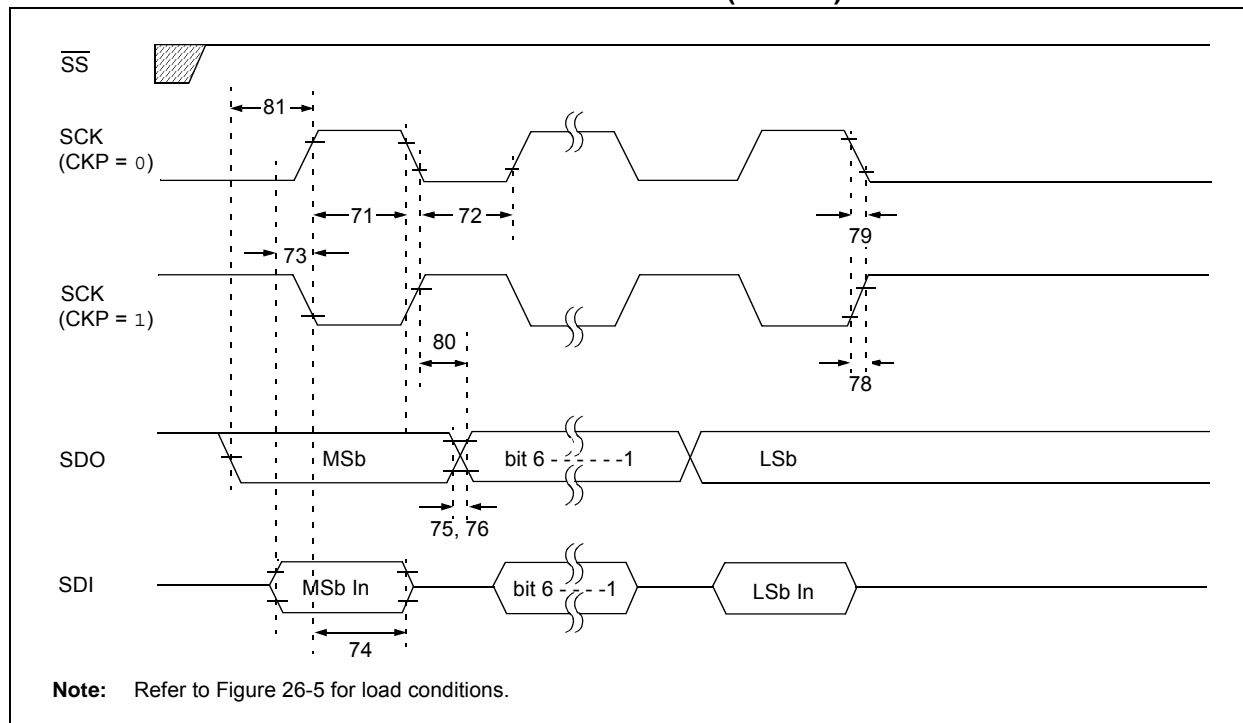 SS
81
SCK
(CKP = 0)
71
72
79
73
SCK
(CKP = 1)
80
78
SDO
MSb
bit 6 - - - - - -1
LSb
75, 76
SDI
MSb In
bit 6 - - - - -1
LSb In
74
Note: Refer to Figure 26-5 for load conditions.